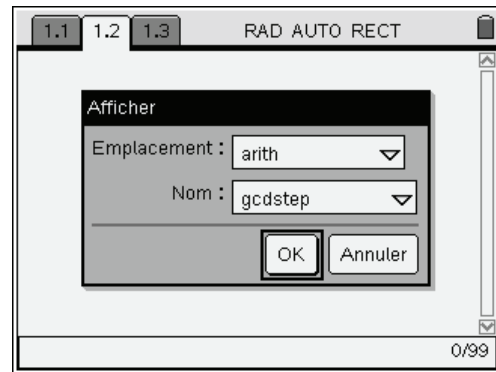 1.1 1.2 1.3 RAD AUTO RECT
Afficher
Emplacement : arith
Nom : gcdstep
OK Annuler
0/99